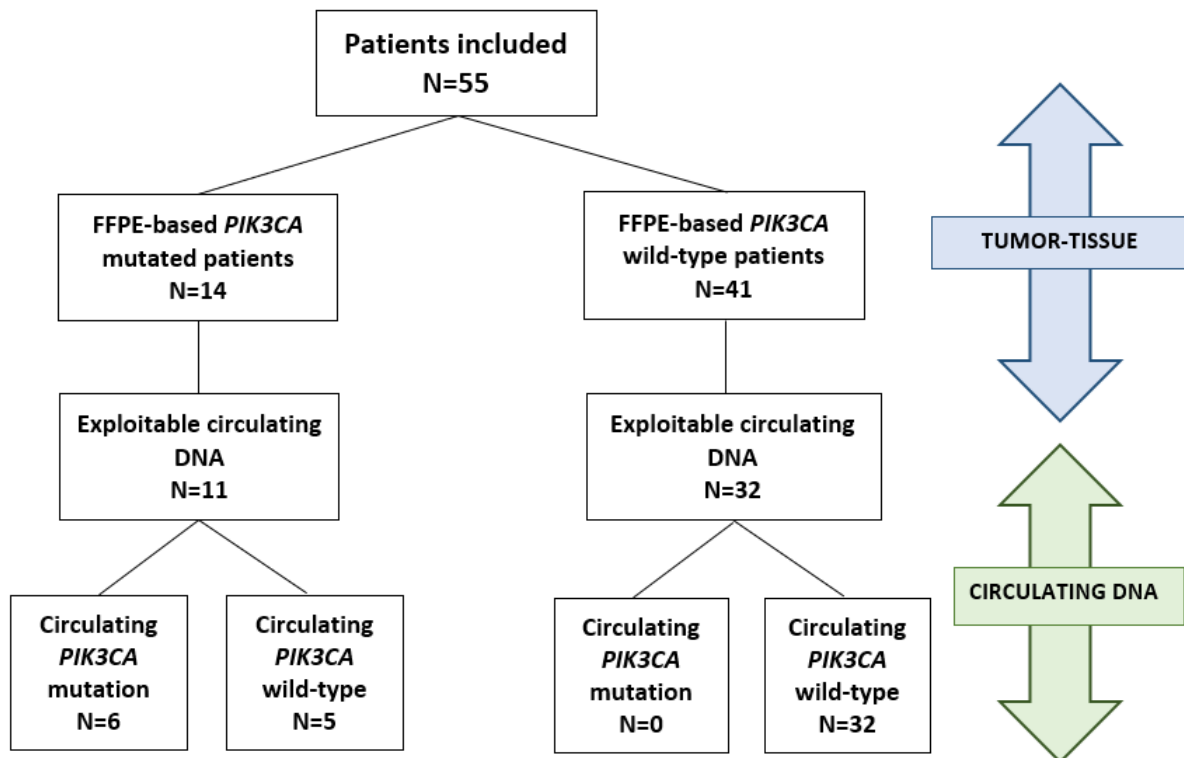 Patients included
N=55
FFPE-based PIK3CA
mutated patients
N=14
FFPE-based PIK3CA
wild-type patients
N=41
TUMOR-TISSUE
Exploitable circulating
DNA
N=11
Exploitable circulating
DNA
N=32
Circulating
PIK3CA
mutation
N=6
Circulating
PIK3CA
wild-type
N=5
Circulating
PIK3CA
mutation
N=0
Circulating
PIK3CA
wild-type
N=32
CIRCULATING DNA